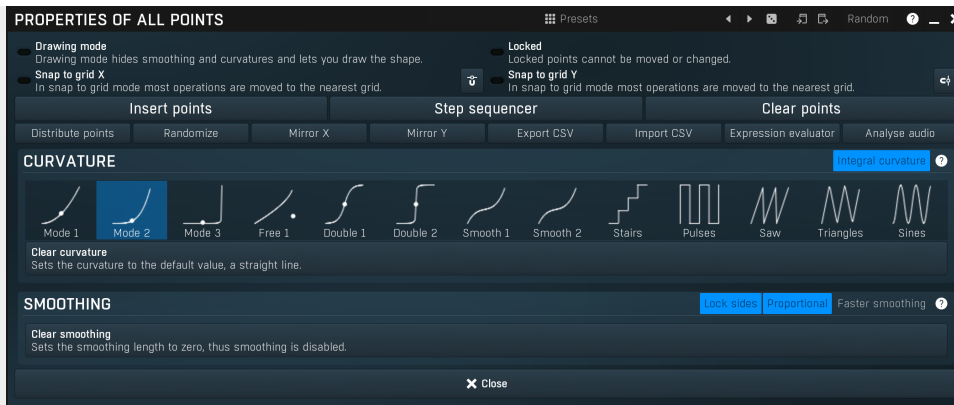 PROPERTIES OF ALL POINTS
Presets
Random
?
Drawing mode
Drawing mode hides smoothing and curvatures and lets you draw the shape.
Locked
Locked points cannot be moved or changed.
Snap to grid X
In snap to grid mode most operations are moved to the nearest grid.
Snap to grid Y
In snap to grid mode most operations are moved to the nearest grid.
Insert points
Step sequencer
Clear points
Distribute points
Randomize
Mirror X
Mirror Y
Export CSV
Import CSV
Expression evaluator
Analyse audio
CURVATURE
Integral curvature
?
Mode 1
Mode 2
Mode 3
Free 1
Double 1
Double 2
Smooth 1
Smooth 2
Stairs
Pulses
Saw
Triangles
Sines
Clear curvature
Sets the curvature to the default value, a straight line.
SMOOTHING
Lock sides
Proportional
Faster smoothing
?
Clear smoothing
Sets the smoothing length to zero, thus smoothing is disabled.
Close